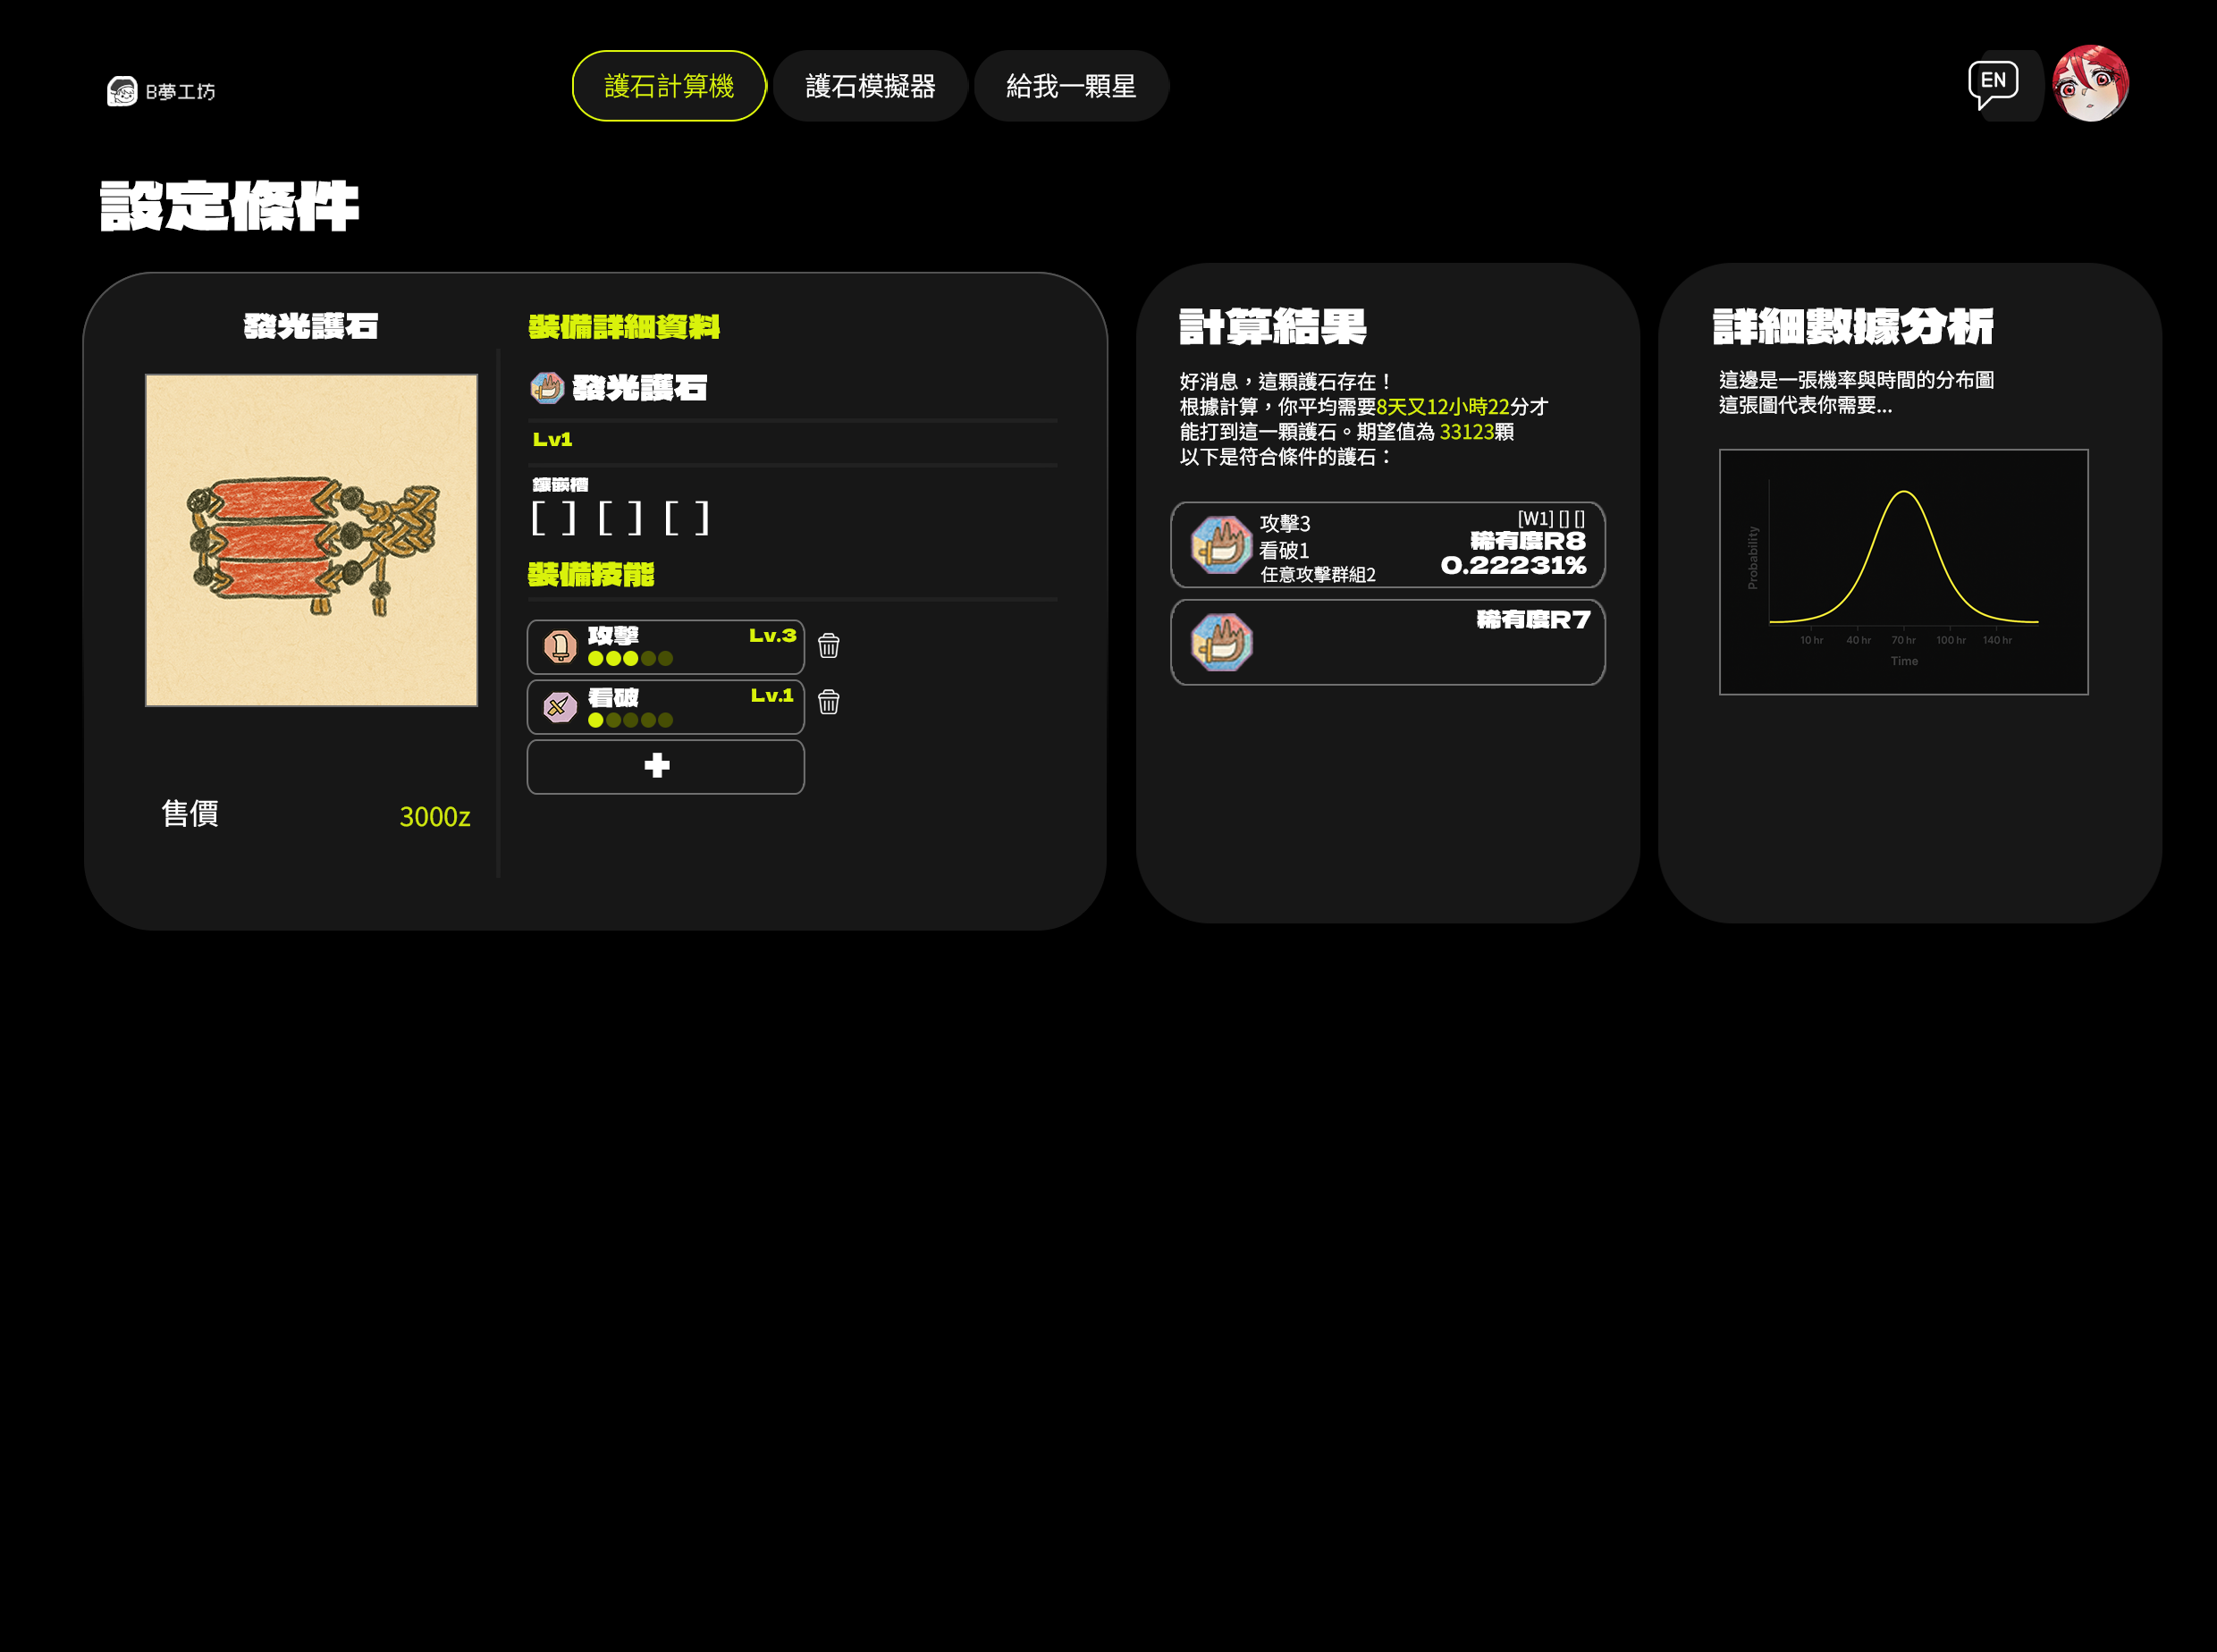 B夢工坊
護石計算機
護石模擬器
給我一顆星
EN
設定條件
發光護石
售價
3000z
裝備詳細資料
發光護石
Lv1
鑲嵌槽
[ ] [ ] [ ]
裝備技能
攻擊
Lv.3
看破
Lv.1
計算結果
好消息，這顆護石存在！
根據計算，你平均需要8天又12小時22分才
能打到這一顆護石。期望值為 33123顆
以下是符合條件的護石：
攻擊3
看破1
任意攻擊群組2
[W1] [] []
稀有度R8
0.22231%
稀有度R7
詳細數據分析
這邊是一張機率與時間的分布圖
這張圖代表你需要...
Probability
10 hr
40 hr
70 hr
100 hr
140 hr
Time